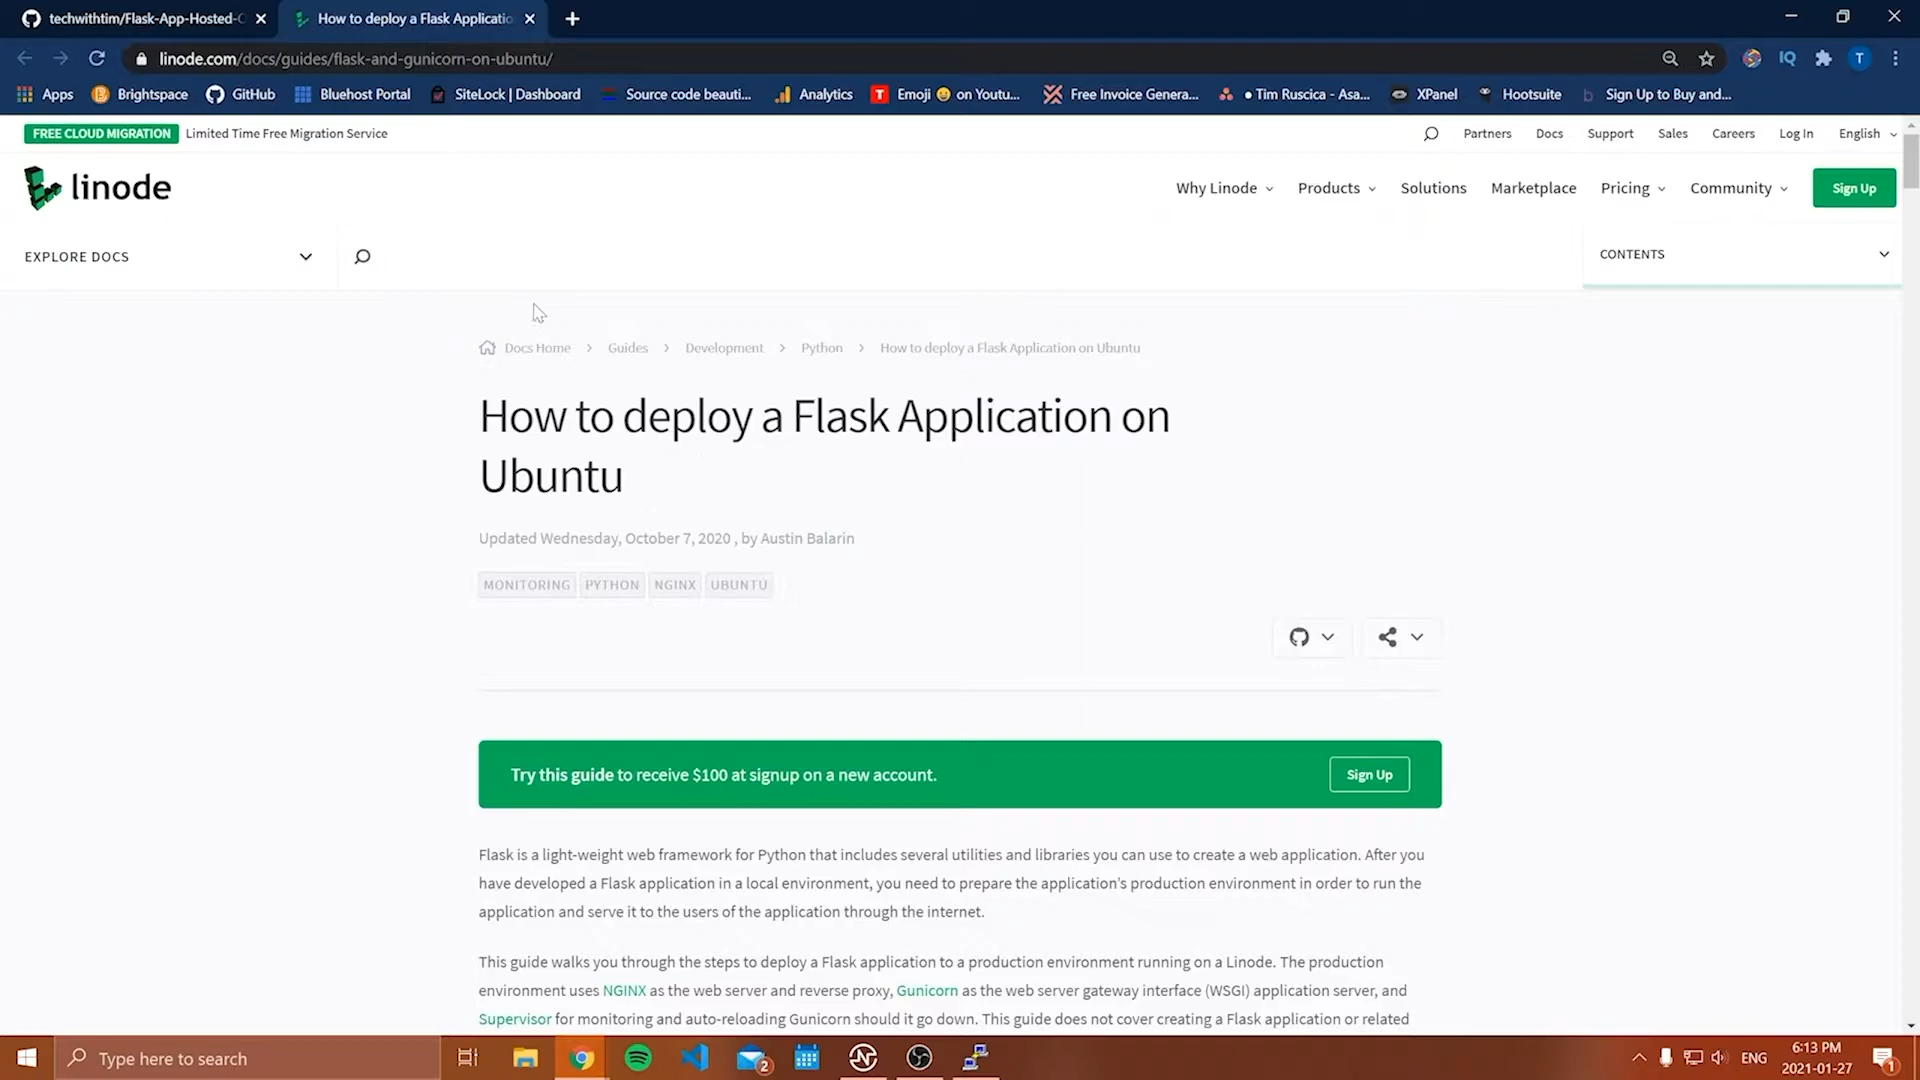 techwithtim/Flask-App-Hosted-
How to deploy a Flask Applicatio
linode.com/docs/guides/flask-and-gunicorn-on-ubuntu/
IQ
T
Apps
Brightspace
GitHub
Bluehost Portal
SiteLock | Dashboard
Source code beauti...
Analytics
T
Emoji 😀 on Youtu...
Free Invoice Genera...
• Tim Ruscica - Asa...
XPanel
Hootsuite
b
Sign Up to Buy and...
FREE CLOUD MIGRATION Limited Time Free Migration Service
Partners
Docs
Support
Sales
Careers
Log In
English
linode
Why Linode
Products
Solutions
Marketplace
Pricing
Community
Sign Up
EXPLORE DOCS
CONTENTS
Docs Home > Guides > Development > Python > How to deploy a Flask Application on Ubuntu
How to deploy a Flask Application on
Ubuntu
Updated Wednesday, October 7, 2020 , by Austin Balarin
MONITORING PYTHON NGINX UBUNTU
Try this guide to receive $100 at signup on a new account.
Sign Up
Flask is a light-weight web framework for Python that includes several utilities and libraries you can use to create a web application. After you
have developed a Flask application in a local environment, you need to prepare the application's production environment in order to run the
application and serve it to the users of the application through the internet.
This guide walks you through the steps to deploy a Flask application to a production environment running on a Linode. The production
environment uses NGINX as the web server and reverse proxy, Gunicorn as the web server gateway interface (WSGI) application server, and
Supervisor for monitoring and auto-reloading Gunicorn should it go down. This guide does not cover creating a Flask application or related
Type here to search
2
ENG
6:13 PM
2021-01-27
1